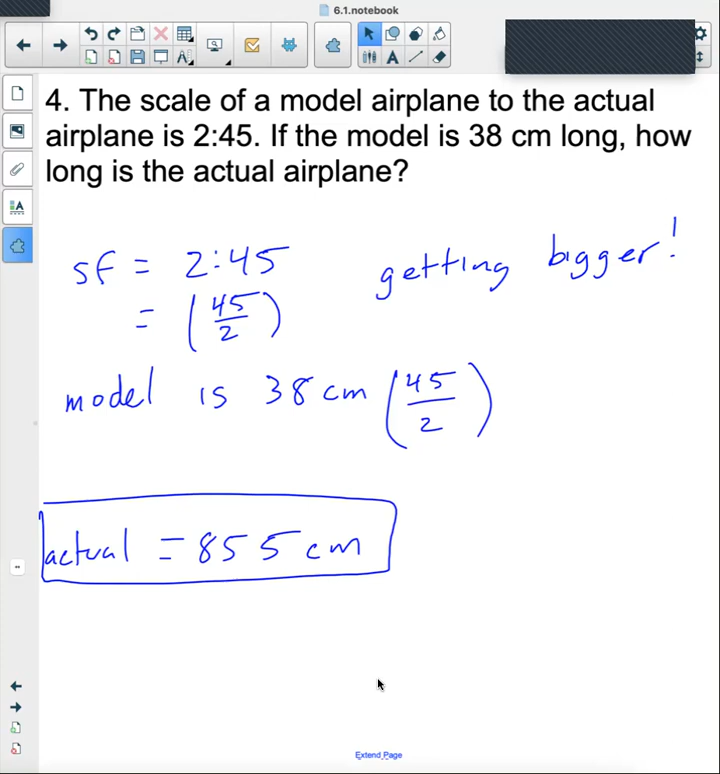 6.1.notebook
4. The scale of a model airplane to the actual
airplane is 2:45. If the model is 38 cm long, how
long is the actual airplane?
sf = 2:45 getting bigger!
= (45/2)
model is 38 cm (45/2)
actual = 855 cm
Extend Page